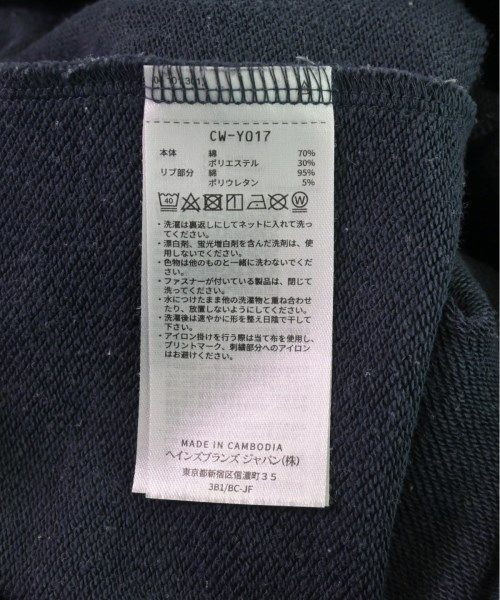 CW-Y017
本体 綿 70%
ポリエステル 30%
リブ部分 綿 95%
ポリウレタン 5%
40
・洗濯は裏返しにしてネットに入れて洗っ
てください。
・漂白剤、蛍光増白剤を含んだ洗剤は、使
用しないでください。
・色物は他のものと一緒に洗わないでくだ
さい。
・ファスナーが付いている製品は、閉じて
洗ってください。
・水につけたまま他の洗濯物と重ね合わせ
たり、放置しないようにしてください。
・洗濯後は速やかに形を整え日陰で干して
下さい。
・アイロン掛けを行う際は当て布を使用し、
プリントマーク、刺繍部分へのアイロン
はお避けください。
MADE IN CAMBODIA
ヘインズブランズ ジャパン(株)
東京都新宿区信濃町35
3B1/BC-JF